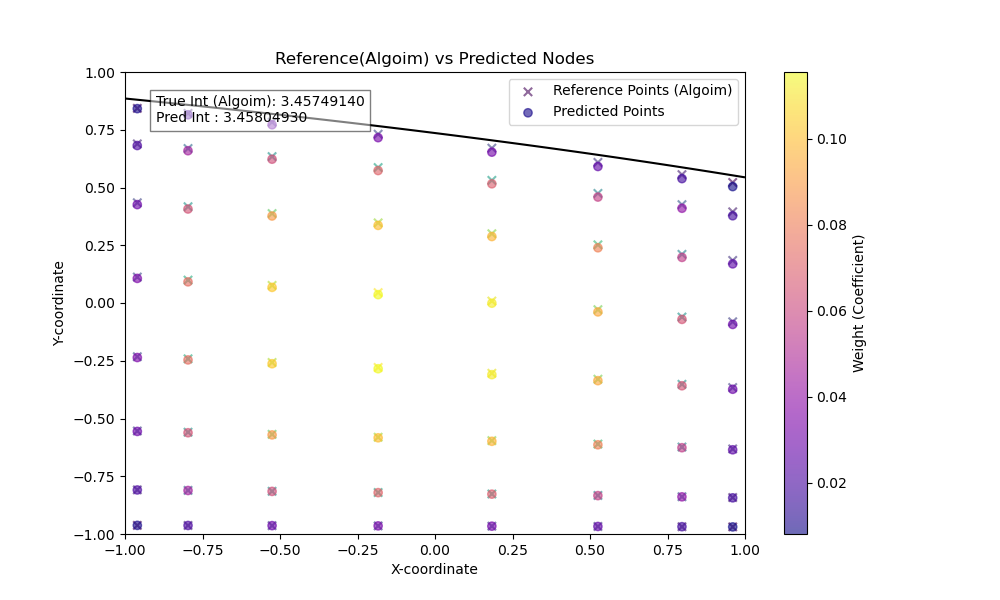 Reference(Algoim) vs Predicted Nodes
True Int (Algoim): 3.45749140
Pred Int : 3.45804930
Reference Points (Algoim)
Predicted Points
1.00
0.75
0.50
0.25
0.00
−0.25
−0.50
−0.75
−1.00
Y-coordinate
−1.00
−0.75
−0.50
−0.25
0.00
0.25
0.50
0.75
1.00
X-coordinate
0.10
0.08
0.06
0.04
0.02
Weight (Coefficient)